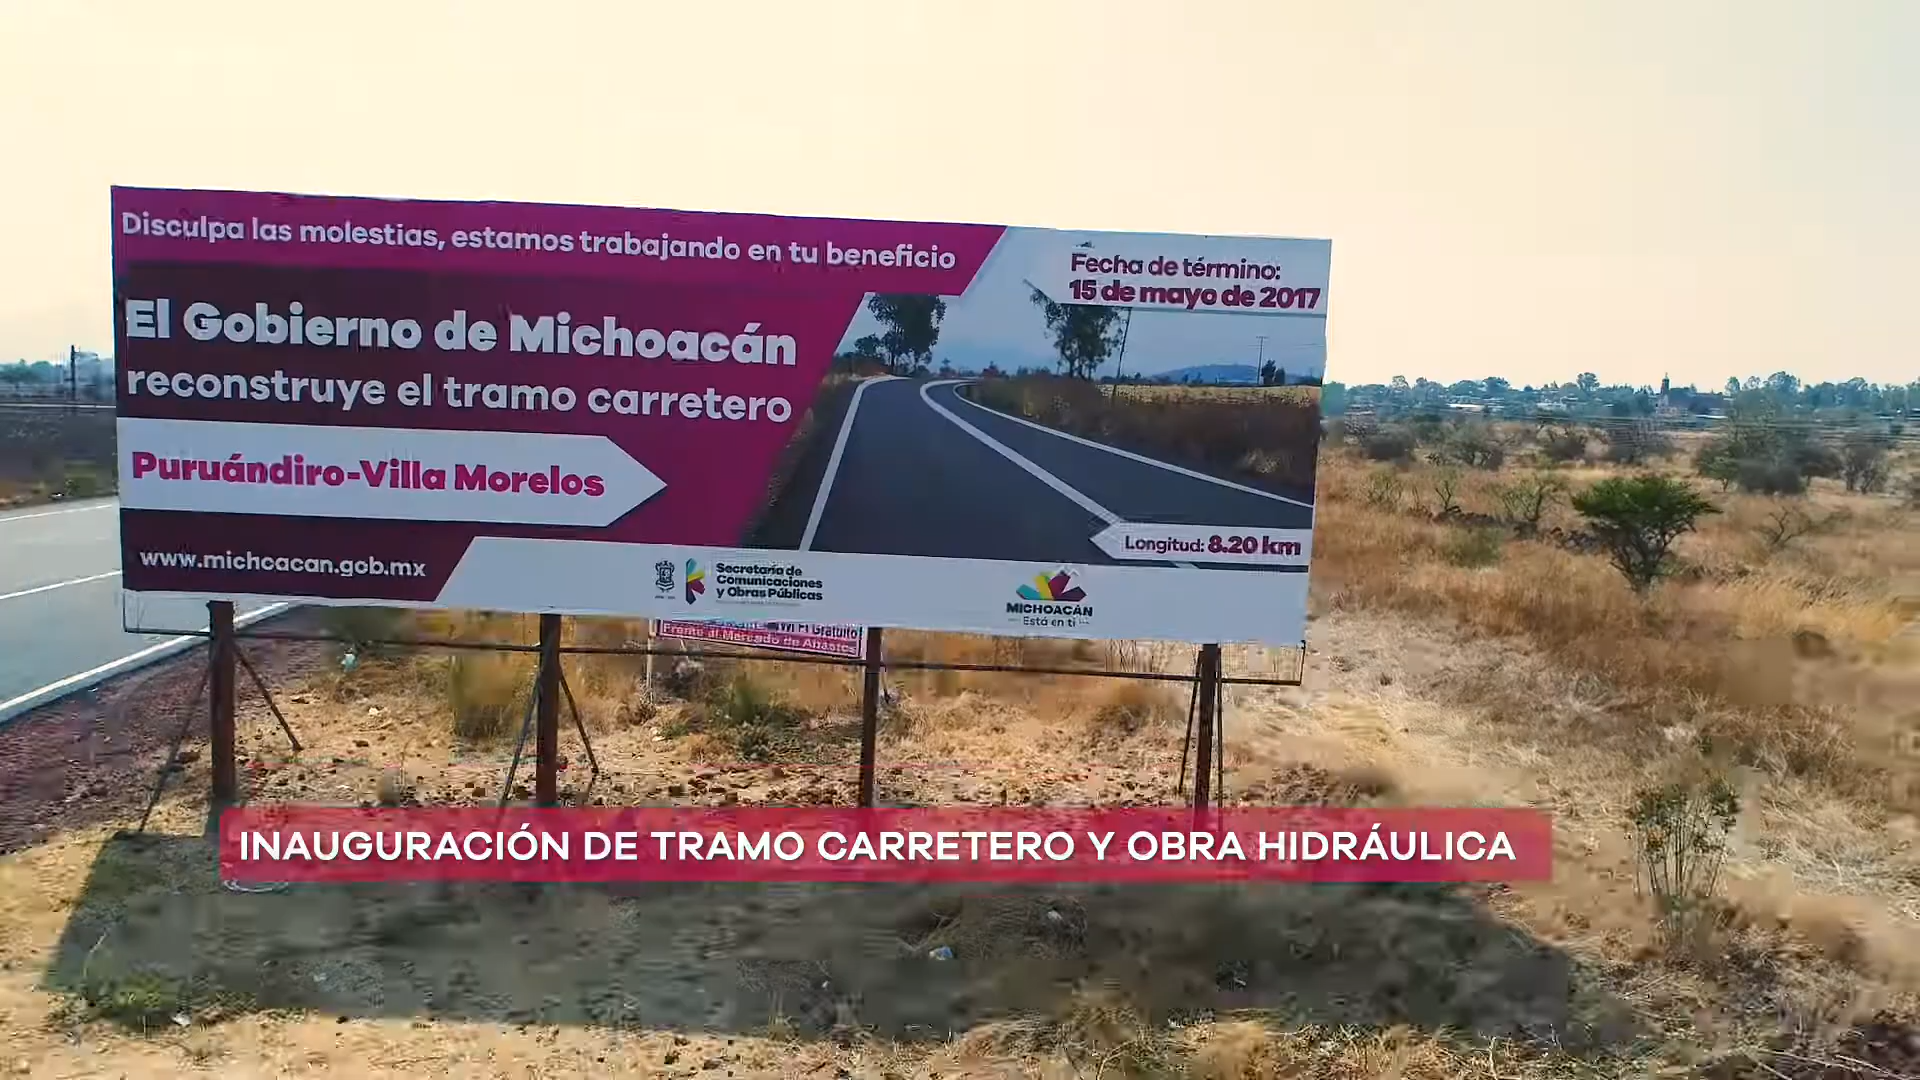 Disculpa las molestias, estamos trabajando en tu beneficio
Fecha de término:
15 de mayo de 2017
El Gobierno de Michoacán
reconstruye el tramo carretero
Puruándiro-Villa Morelos
Longitud: 8.20 km
www.michoacan.gob.mx
Secretaría de
Comunicaciones
y Obras Públicas
MICHOACÁN
Está en ti
Wi Fi Gratuito
Frente al Mercado de Abastos
INAUGURACIÓN DE TRAMO CARRETERO Y OBRA HIDRÁULICA